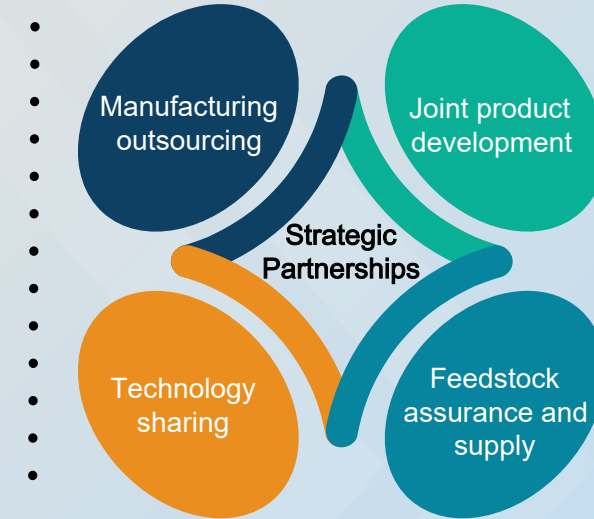 Manufacturing
outsourcing
Joint product
development
Strategic
Partnerships
Technology
sharing
Feedstock
assurance and
supply